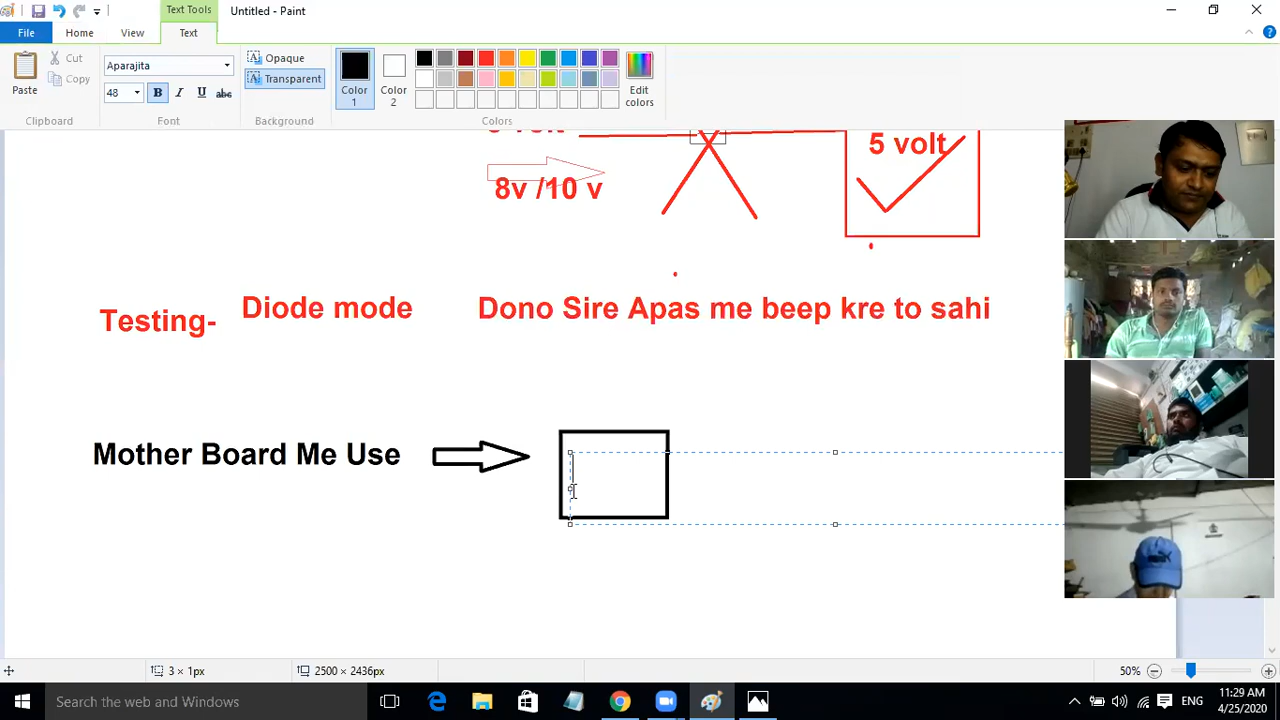 Text Tools
Untitled - Paint
File
Home
View
Text
Paste
Cut
Copy
Clipboard
Aparajita
48
B
I
U
abc
Font
Opaque
Transparent
Background
Color
1
Color
2
Edit
colors
Colors
5 volt
8v /10 v
Testing-
Diode mode
Dono Sire Apas me beep kre to sahi
Mother Board Me Use
3 × 1px
2500 × 2436px
50%
Search the web and Windows
ENG
11:29 AM
4/25/2020